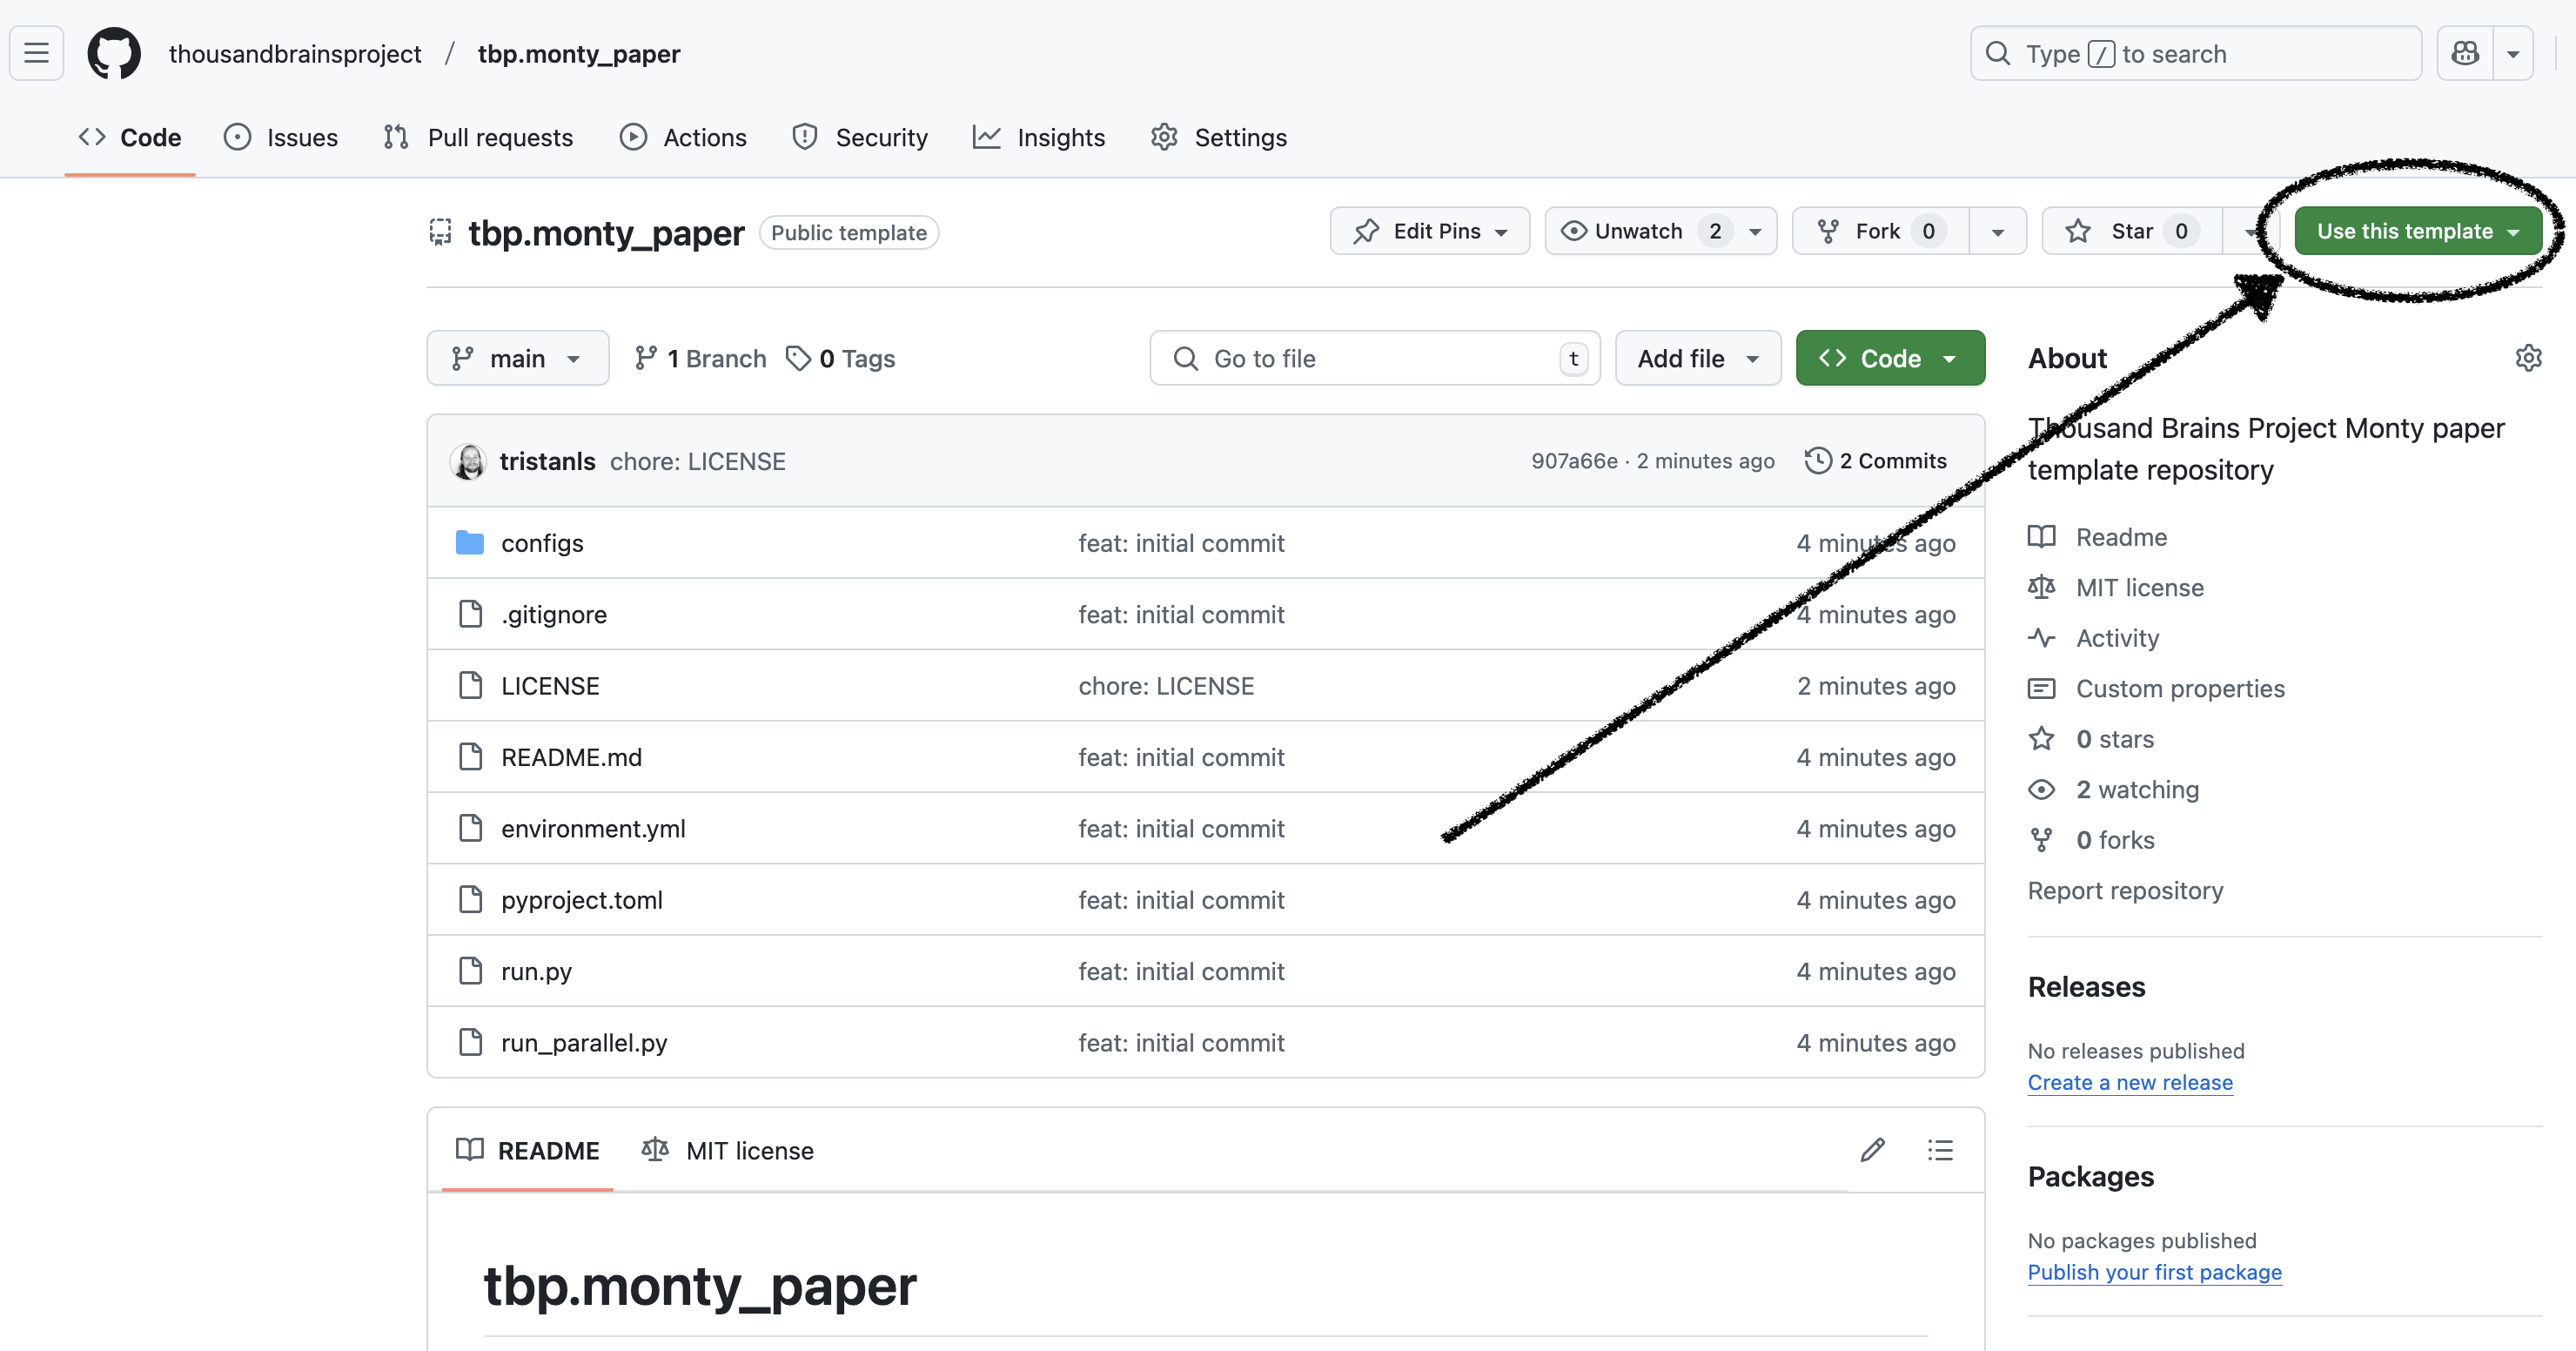 thousandbrainsproject / tbp.monty_paper
Type / to search
Code Issues Pull requests Actions Security Insights Settings
tbp.monty_paper Public template
Edit Pins Unwatch 2 Fork 0 Star 0 Use this template
main 1 Branch 0 Tags Go to file t Add file Code
tristanls chore: LICENSE 907a66e · 2 minutes ago 2 Commits
configs feat: initial commit 4 minutes ago
.gitignore feat: initial commit 4 minutes ago
LICENSE chore: LICENSE 2 minutes ago
README.md feat: initial commit 4 minutes ago
environment.yml feat: initial commit 4 minutes ago
pyproject.toml feat: initial commit 4 minutes ago
run.py feat: initial commit 4 minutes ago
run_parallel.py feat: initial commit 4 minutes ago
README MIT license
tbp.monty_paper
About
Thousand Brains Project Monty paper
template repository
Readme
MIT license
Activity
Custom properties
0 stars
2 watching
0 forks
Report repository
Releases
No releases published
Create a new release
Packages
No packages published
Publish your first package